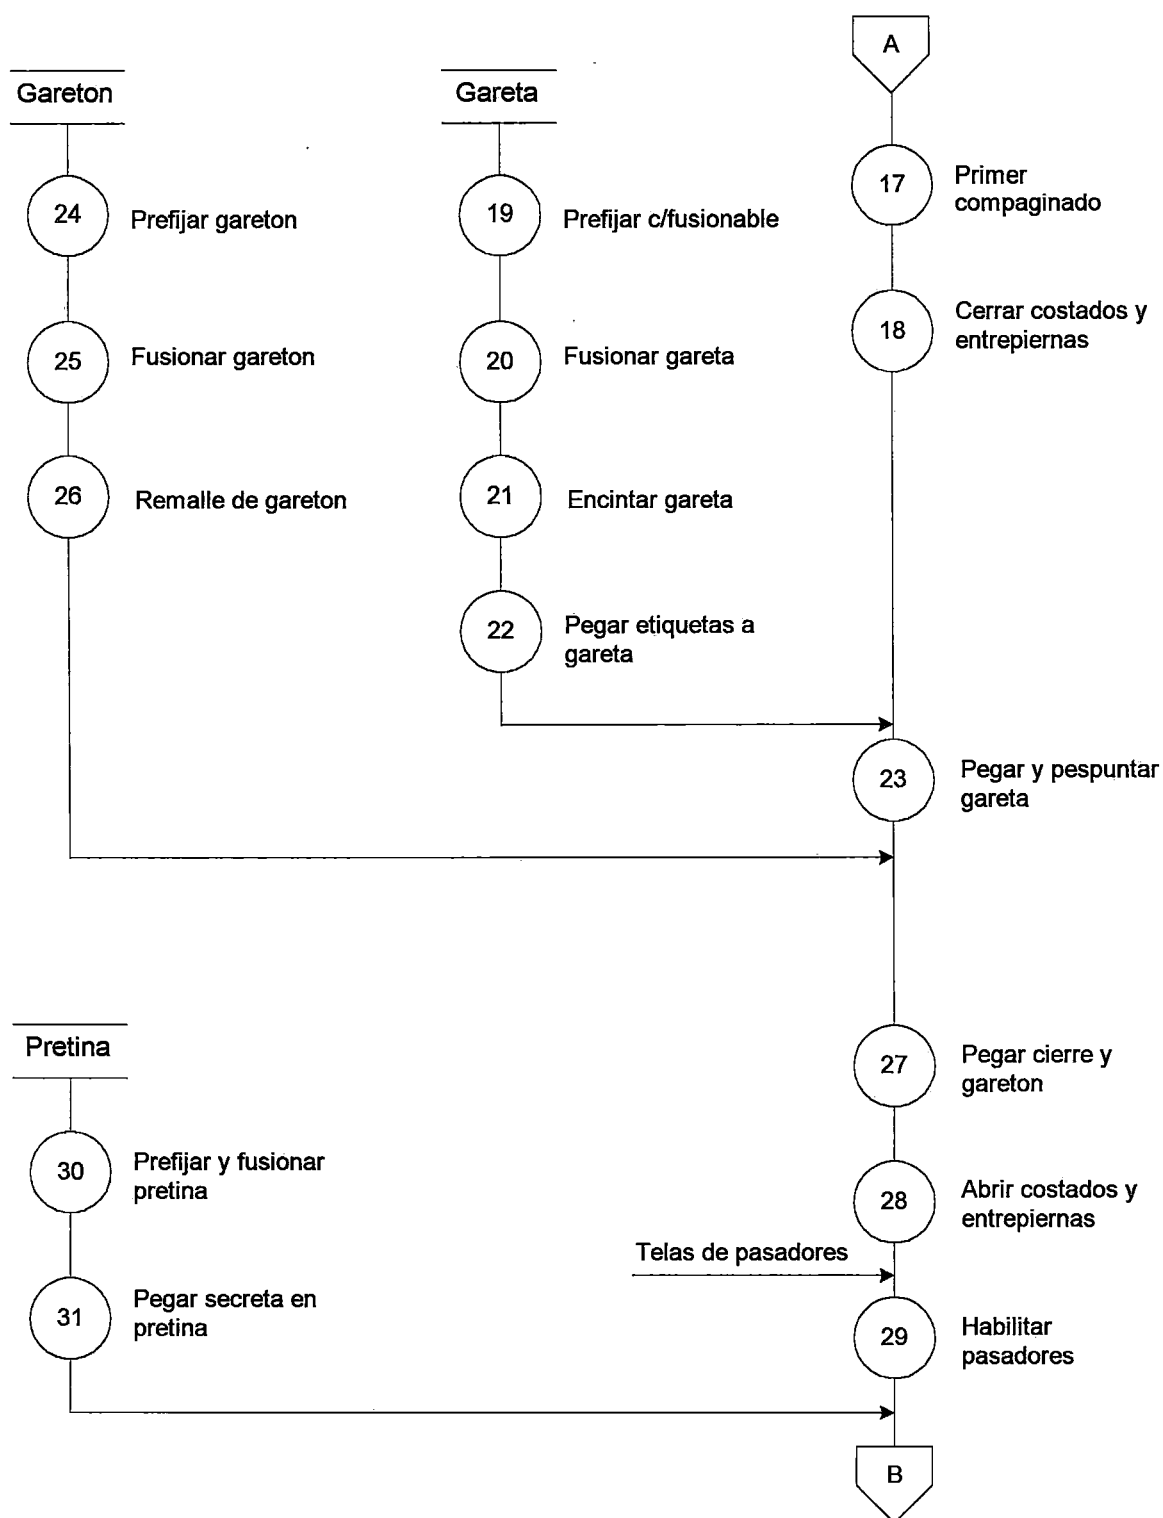 A
Gareton
Gareta
17
Primer
compaginado
24
Prefijar gareton
19
Prefijar c/fusionable
18
Cerrar costados y
entrepiernas
25
Fusionar gareton
20
Fusionar gareta
26
Remalle de gareton
21
Encintar gareta
22
Pegar etiquetas a
gareta
23
Pegar y pespuntar
gareta
Pretina
27
Pegar cierre y
gareton
30
Prefijar y fusionar
pretina
28
Abrir costados y
entrepiernas
Telas de pasadores
31
Pegar secreta en
pretina
29
Habilitar
pasadores
B